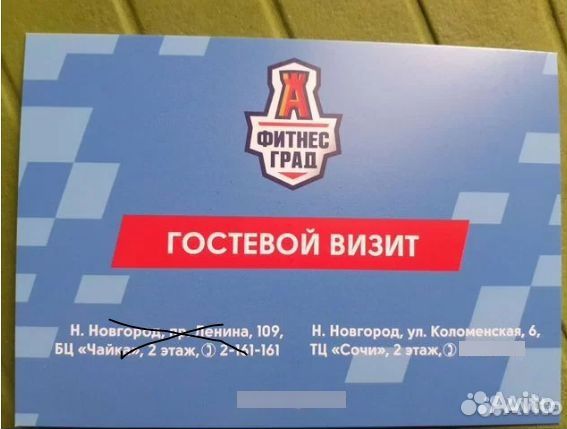 ФИТНЕС
ГРАД
ГОСТЕВОЙ ВИЗИТ
Н. Новгород, пр. Ленина, 109,
БЦ «Чайка», 2 этаж, 2-161-161
Н. Новгород, ул. Коломенская, 6,
ТЦ «Сочи», 2 этаж,
Avito